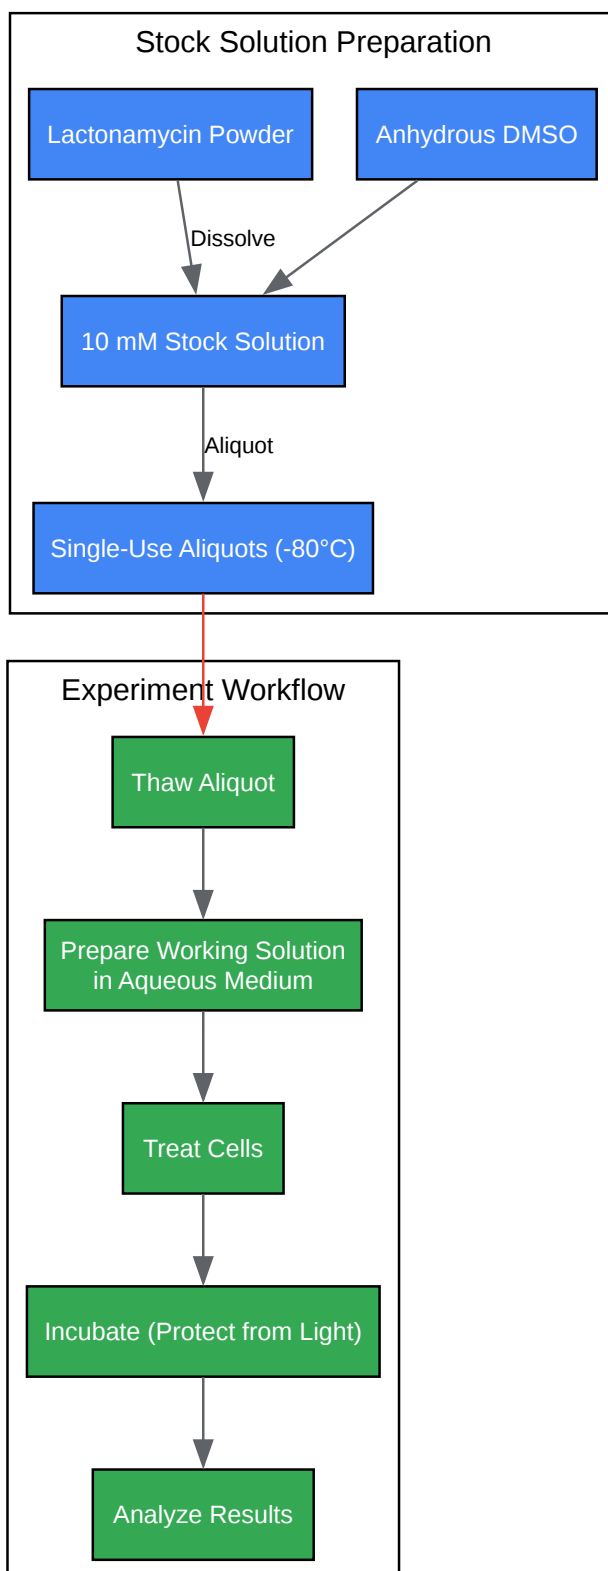 Stock Solution Preparation
Lactonamycin Powder
Anhydrous DMSO
Dissolve
10 mM Stock Solution
Aliquot
Single-Use Aliquots (-80°C)
Experiment Workflow
Thaw Aliquot
Prepare Working Solution
in Aqueous Medium
Treat Cells
Incubate (Protect from Light)
Analyze Results